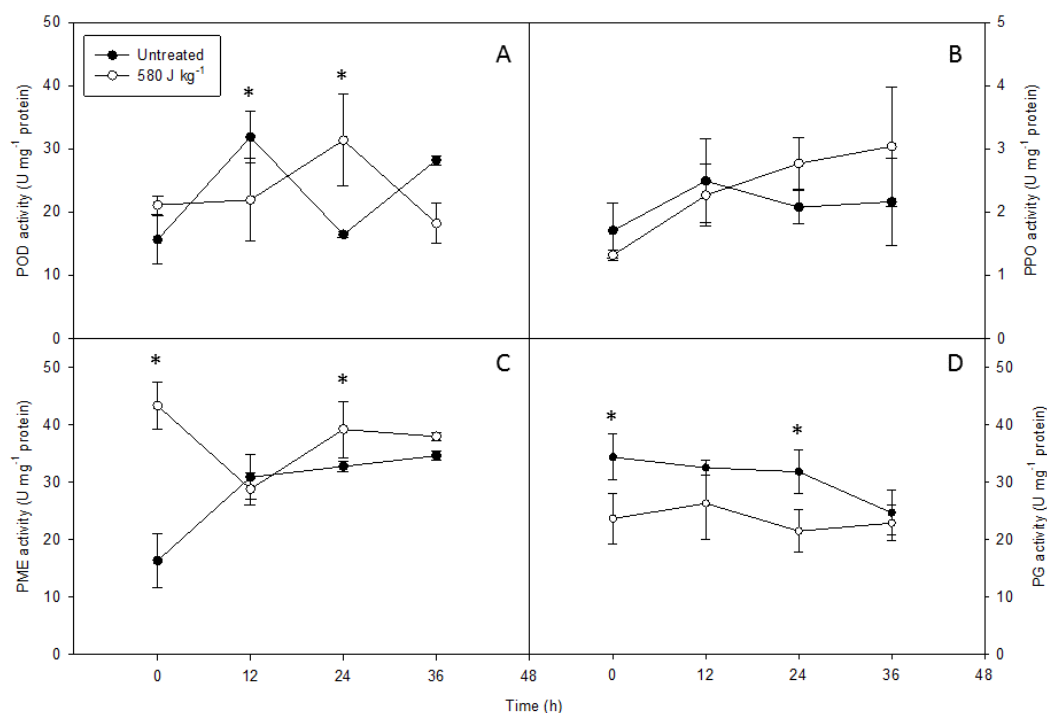 50
40
30
20
10
0
POD activity (U mg⁻¹ protein)
Untreated
580 J kg⁻¹
*
*
A
B
5
4
3
2
1
0
PPO activity (U mg⁻¹ protein)
50
40
30
20
10
0
PME activity (U mg⁻¹ protein)
*
*
C
*
*
D
50
40
30
20
10
0
PG activity (U mg⁻¹ protein)
0 12 24 36 48
0 12 24 36 48
Time (h)